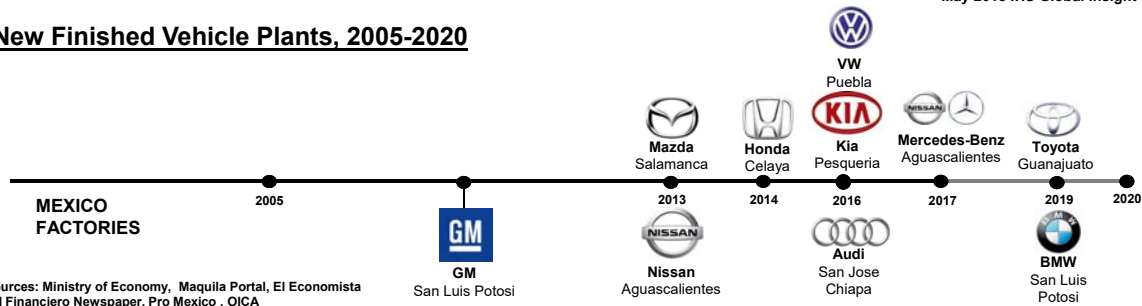 New Finished Vehicle Plants, 2005-2020
VW
Puebla
KIA
NISSAN
Mazda
Salamanca
Honda
Celaya
Kia
Pesqueria
Mercedes-Benz
Aguascalientes
Toyota
Guanajuato
2005
2013
2014
2016
2017
2019
2020
MEXICO
FACTORIES
GM
GM
San Luis Potosi
NISSAN
Nissan
Aguascalientes
Audi
San Jose
Chiapa
BMW
BMW
San Luis
Potosi
urces: Ministry of Economy, Maquila Portal, El Economista
Financiero Newspaper, Pro Mexico , OICA